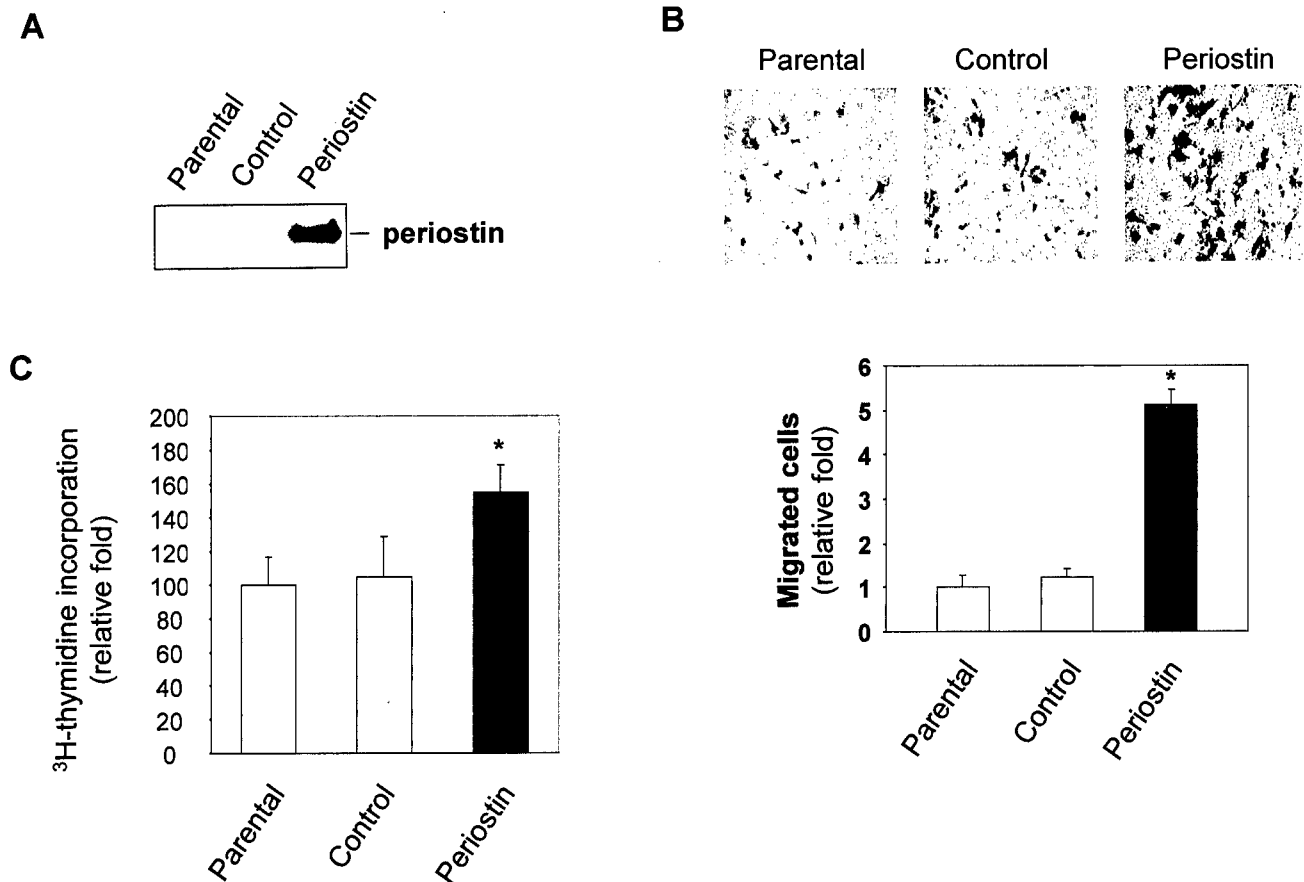 A
Parental
Control
Periostin
periostin
B
Parental Control Periostin
6
5
4
3
2
1
0
*
Migrated cells
(relative fold)
Parental
Control
Periostin
C
200
180
160
140
120
100
80
60
40
20
0
*
³H-thymidine incorporation
(relative fold)
Parental
Control
Periostin